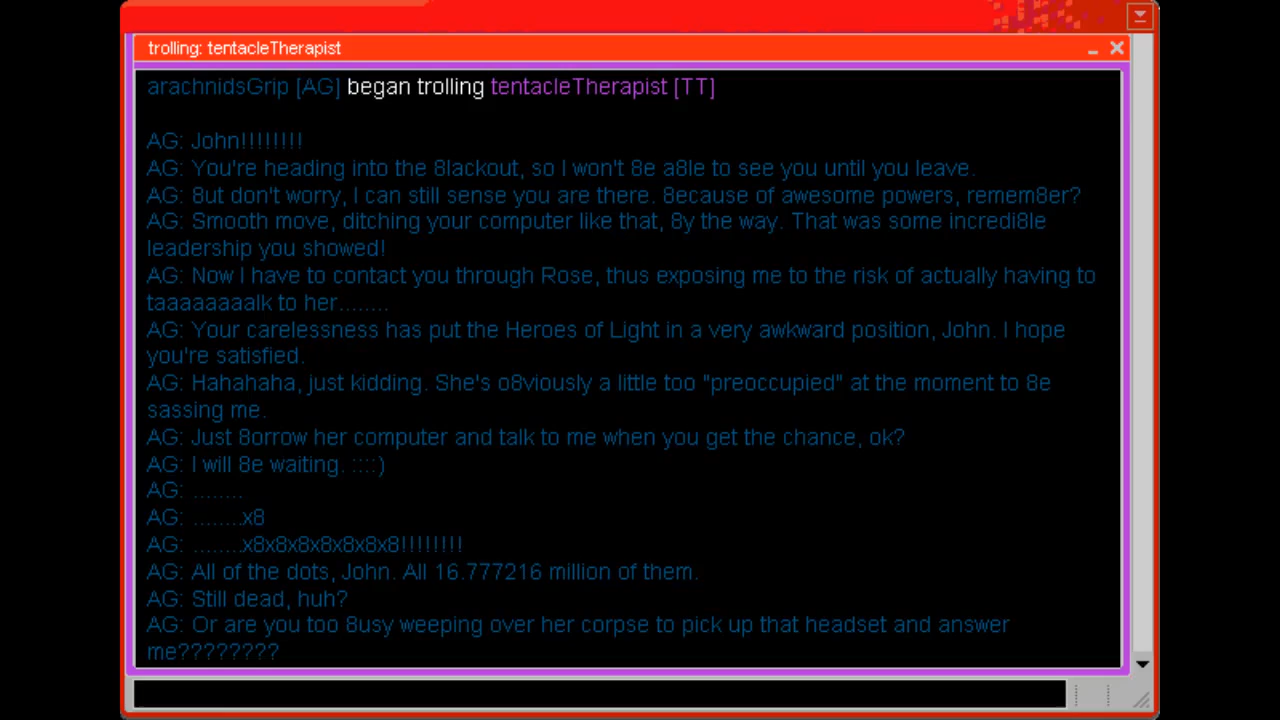 trolling: tentacleTherapist
arachnidsGrip [AG] began trolling tentacleTherapist [TT]
AG: John!!!!!!!!
AG: You're heading into the 8lackout, so I won't 8e a8le to see you until you leave.
AG: 8ut don't worry, I can still sense you are there. 8ecause of awesome powers, remem8er?
AG: Smooth move, ditching your computer like that, 8y the way. That was some incredi8le
leadership you showed!
AG: Now I have to contact you through Rose, thus exposing me to the risk of actually having to
taaaaaaaalk to her........
AG: Your carelessness has put the Heroes of Light in a very awkward position, John. I hope
you're satisfied.
AG: Hahahaha, just kidding. She's o8viously a little too "preoccupied" at the moment to 8e
sassing me.
AG: Just 8orrow her computer and talk to me when you get the chance, ok?
AG: I will 8e waiting. ::::)
AG: ........
AG: ........x8
AG: ........x8x8x8x8x8x8x8!!!!!!!!
AG: All of the dots, John. All 16.777216 million of them.
AG: Still dead, huh?
AG: Or are you too 8usy weeping over her corpse to pick up that headset and answer
me????????